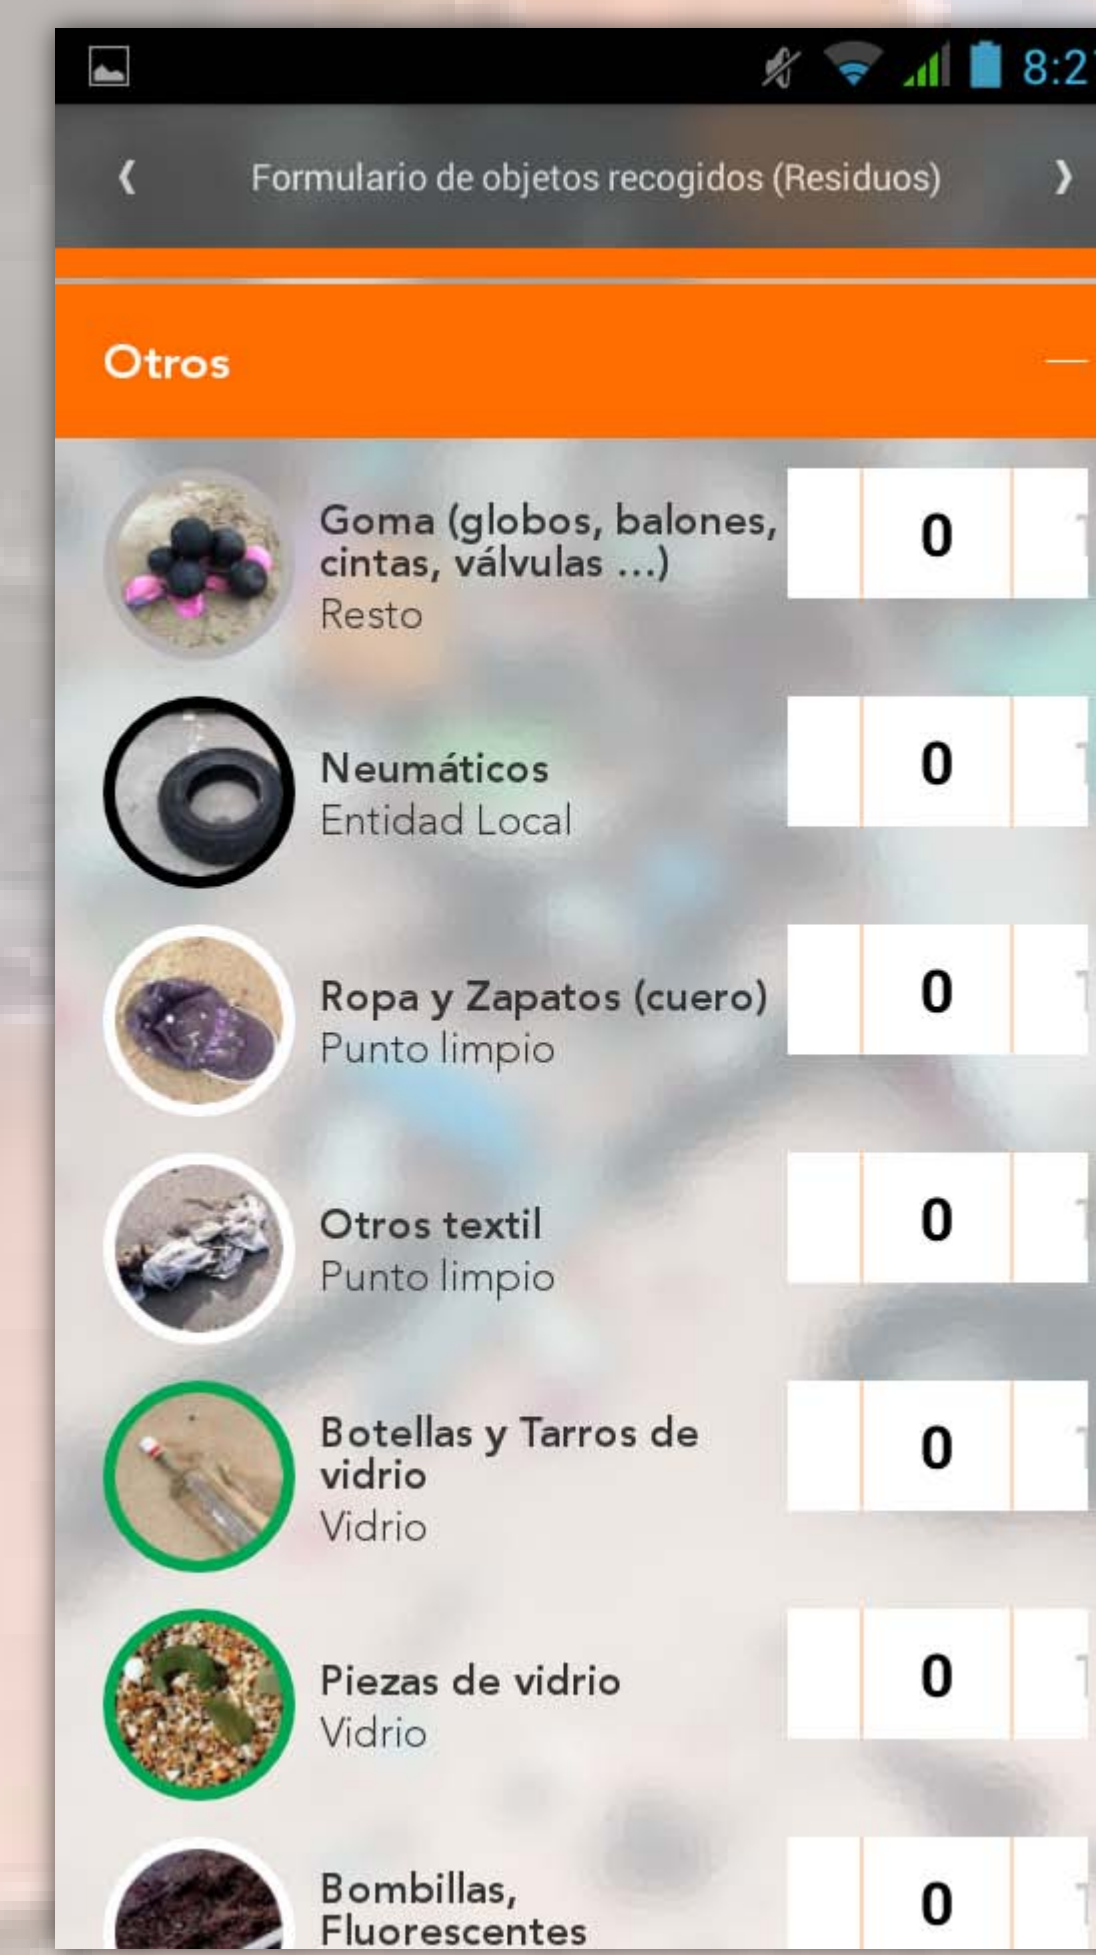 8:2
‹ Formulario de objetos recogidos (Residuos) ›
Otros —
Goma (globos, balones,
cintas, válvulas ...)
Resto
0
Neumáticos
Entidad Local
0
Ropa y Zapatos (cuero)
Punto limpio
0
Otros textil
Punto limpio
0
Botellas y Tarros de
vidrio
Vidrio
0
Piezas de vidrio
Vidrio
0
Bombillas,
Fluorescentes
0